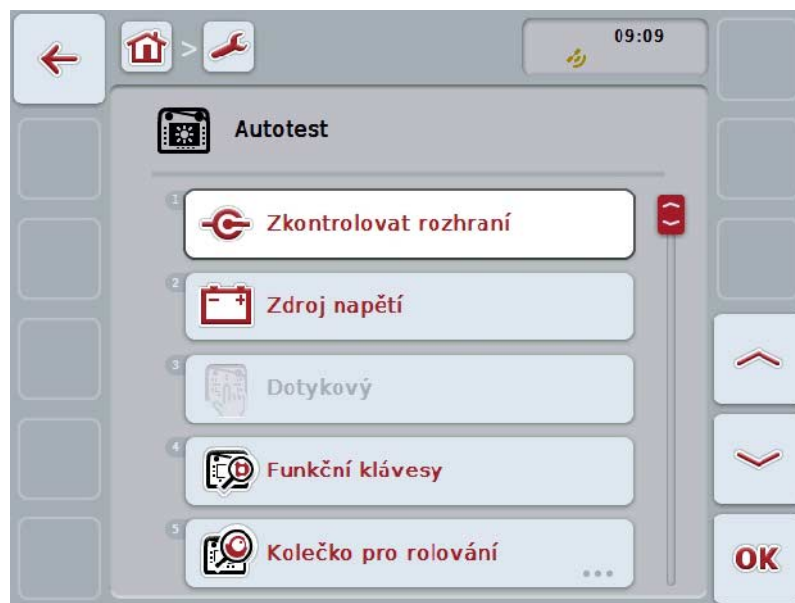 09:09
Autotest
1
Zkontrolovat rozhraní
2
Zdroj napětí
3
Dotykový
4
Funkční klávesy
5
Kolečko pro rolování
OK